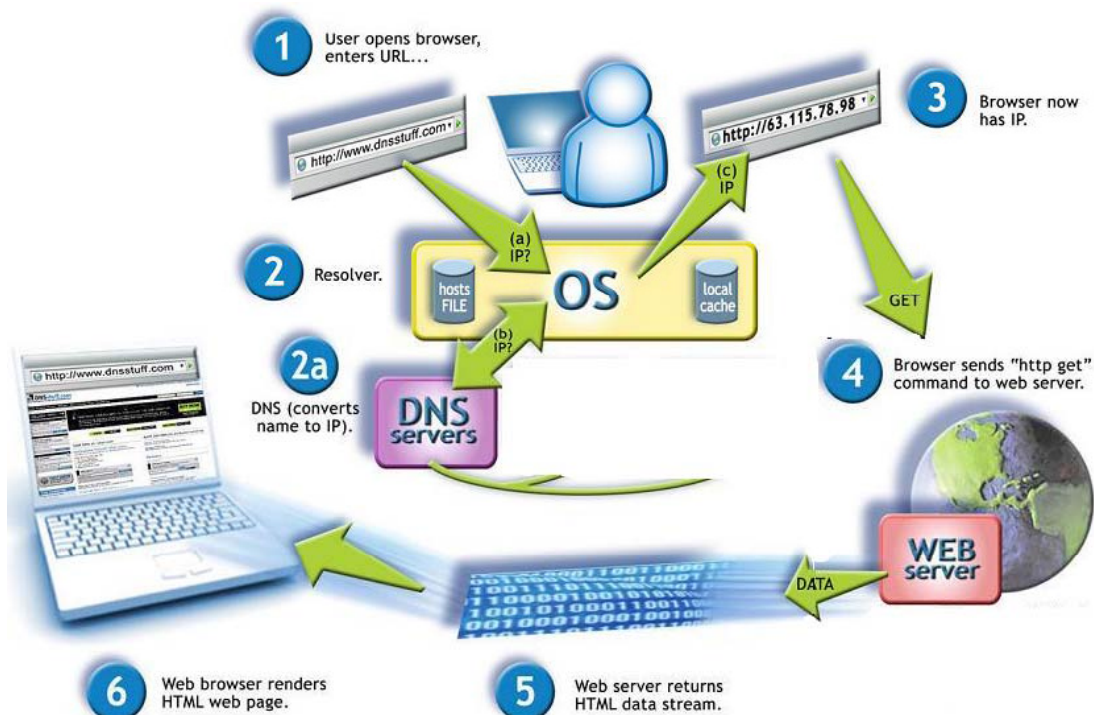 1
User opens browser,
enters URL...
http://www.dnsstuff.com
http://63.115.78.98
3
Browser now
has IP.
(a)
IP?
(c)
IP
2
Resolver.
hosts
FILE
OS
local
cache
GET
(b)
IP?
2a
DNS (converts
name to IP).
DNS
servers
4
Browser sends “http get”
command to web server.
http://www.dnsstuff.com
WEB
server
DATA
100010001100110011001
6
Web browser renders
HTML web page.
5
Web server returns
HTML data stream.